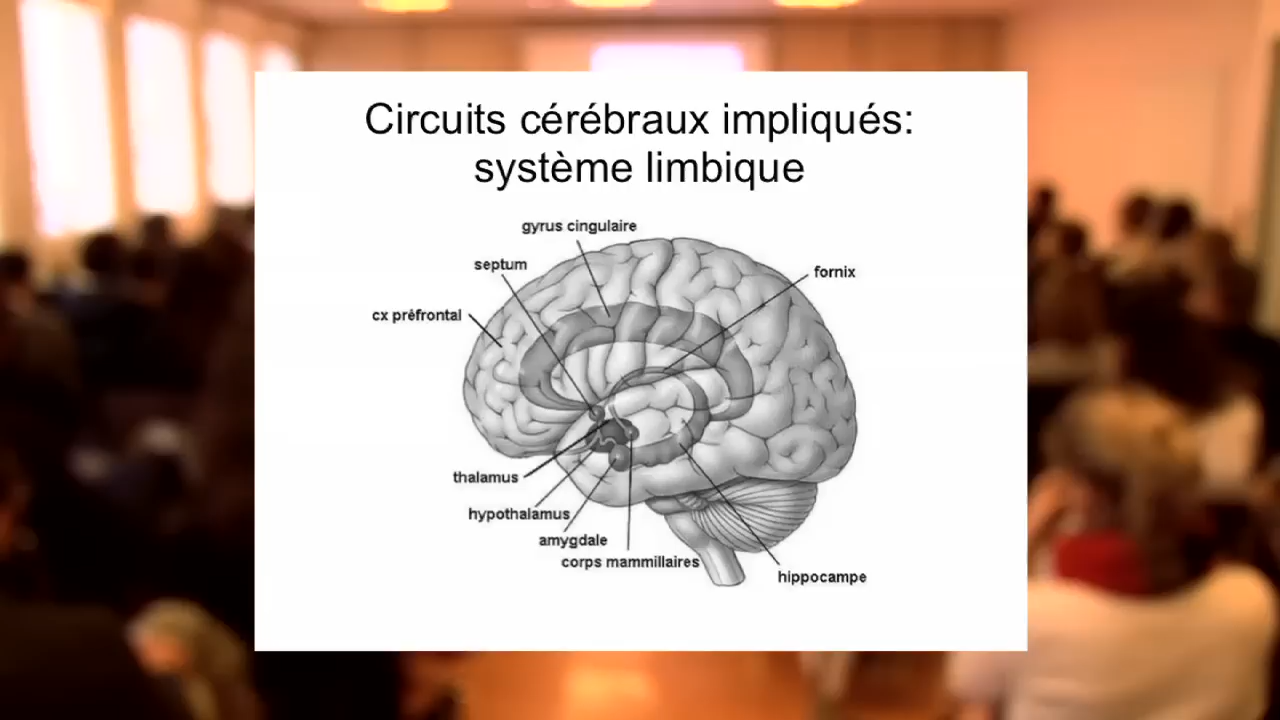 Circuits cérébraux impliqués:
système limbique
gyrus cingulaire
septum
fornix
cx préfrontal
thalamus
hypothalamus
amygdale
corps mammillaires
hippocampe